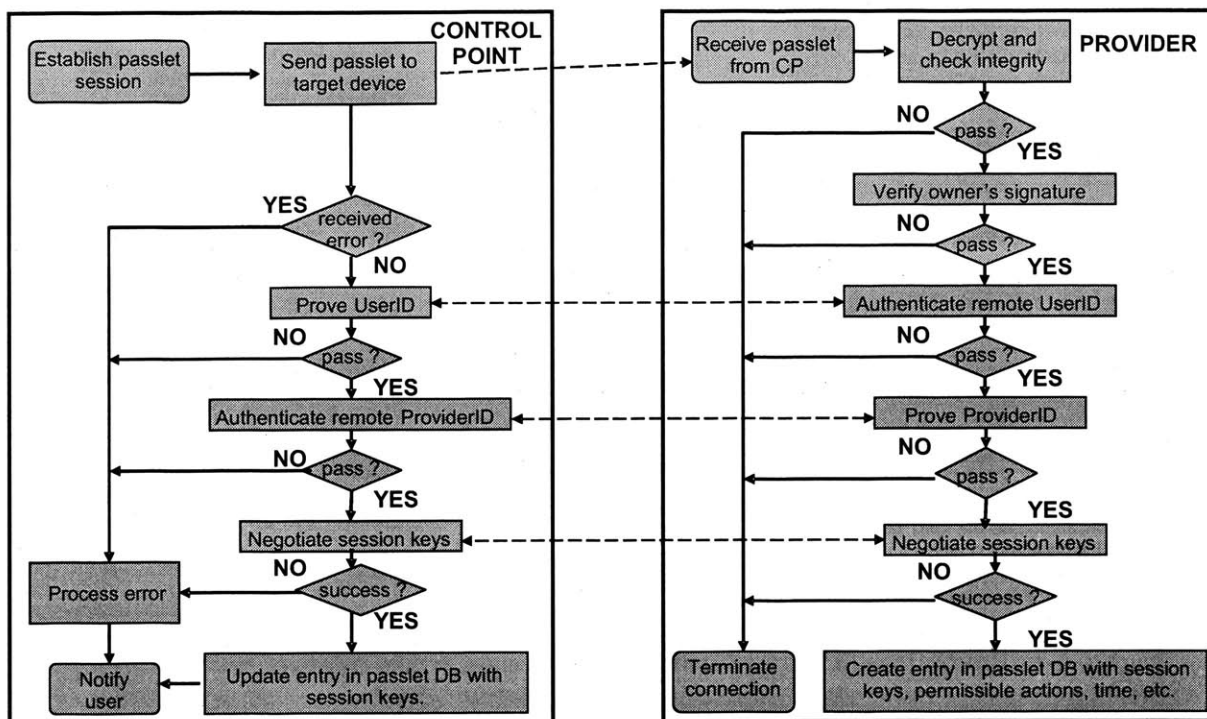 CONTROL
POINT
Establish passlet
session
Send passlet to
target device
YES
received
error ?
NO
Prove UserID
NO
pass ?
YES
Authenticate remote ProviderID
NO
pass ?
YES
Negotiate session keys
NO
success ?
YES
Process error
Notify
user
Update entry in passlet DB with
session keys.
PROVIDER
Receive passlet
from CP
Decrypt and
check integrity
NO
pass ?
YES
Verify owner's signature
NO
pass ?
YES
Authenticate remote UserID
NO
pass ?
YES
Prove ProviderID
NO
pass ?
YES
Negotiate session keys
NO
success ?
YES
Terminate
connection
Create entry in passlet DB with session
keys, permissible actions, time, etc.